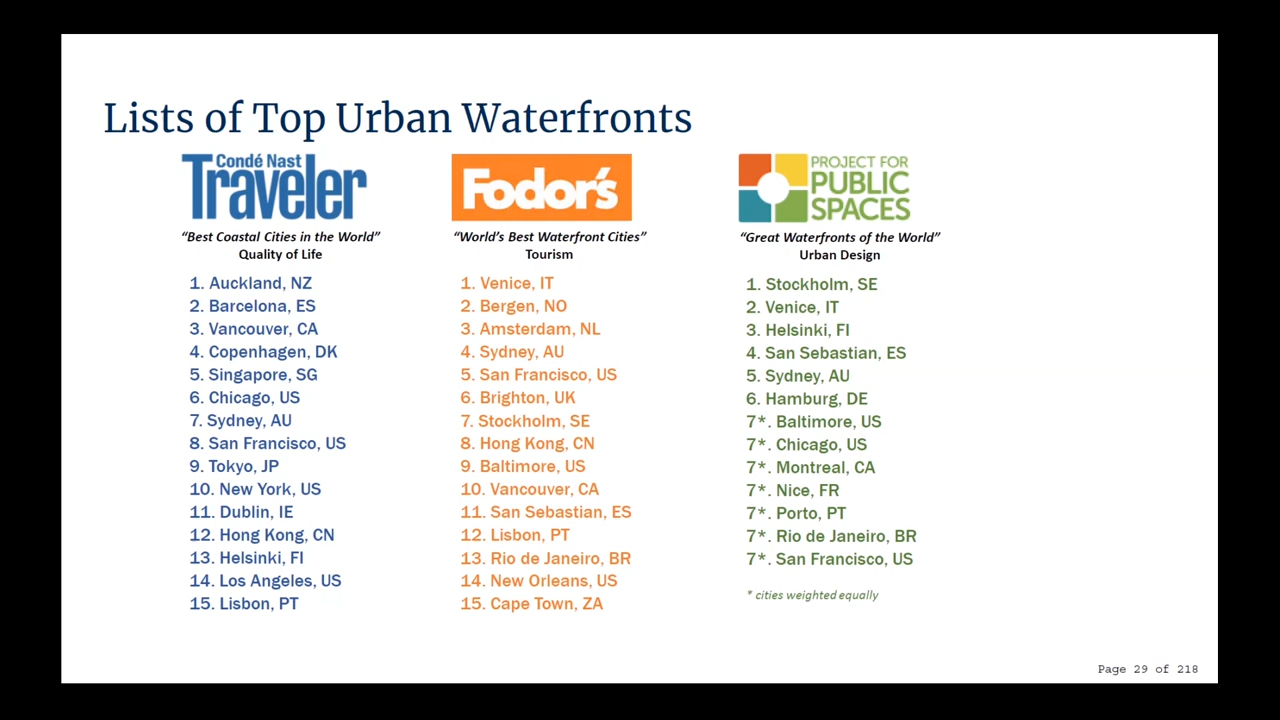 Lists of Top Urban Waterfronts
Condé Nast
Traveler
"Best Coastal Cities in the World"
Quality of Life
1. Auckland, NZ
2. Barcelona, ES
3. Vancouver, CA
4. Copenhagen, DK
5. Singapore, SG
6. Chicago, US
7. Sydney, AU
8. San Francisco, US
9. Tokyo, JP
10. New York, US
11. Dublin, IE
12. Hong Kong, CN
13. Helsinki, FI
14. Los Angeles, US
15. Lisbon, PT
Fodor's
"World's Best Waterfront Cities"
Tourism
1. Venice, IT
2. Bergen, NO
3. Amsterdam, NL
4. Sydney, AU
5. San Francisco, US
6. Brighton, UK
7. Stockholm, SE
8. Hong Kong, CN
9. Baltimore, US
10. Vancouver, CA
11. San Sebastian, ES
12. Lisbon, PT
13. Rio de Janeiro, BR
14. New Orleans, US
15. Cape Town, ZA
PROJECT FOR
PUBLIC
SPACES
"Great Waterfronts of the World"
Urban Design
1. Stockholm, SE
2. Venice, IT
3. Helsinki, FI
4. San Sebastian, ES
5. Sydney, AU
6. Hamburg, DE
7*. Baltimore, US
7*. Chicago, US
7*. Montreal, CA
7*. Nice, FR
7*. Porto, PT
7*. Rio de Janeiro, BR
7*. San Francisco, US
* cities weighted equally
Page 29 of 218